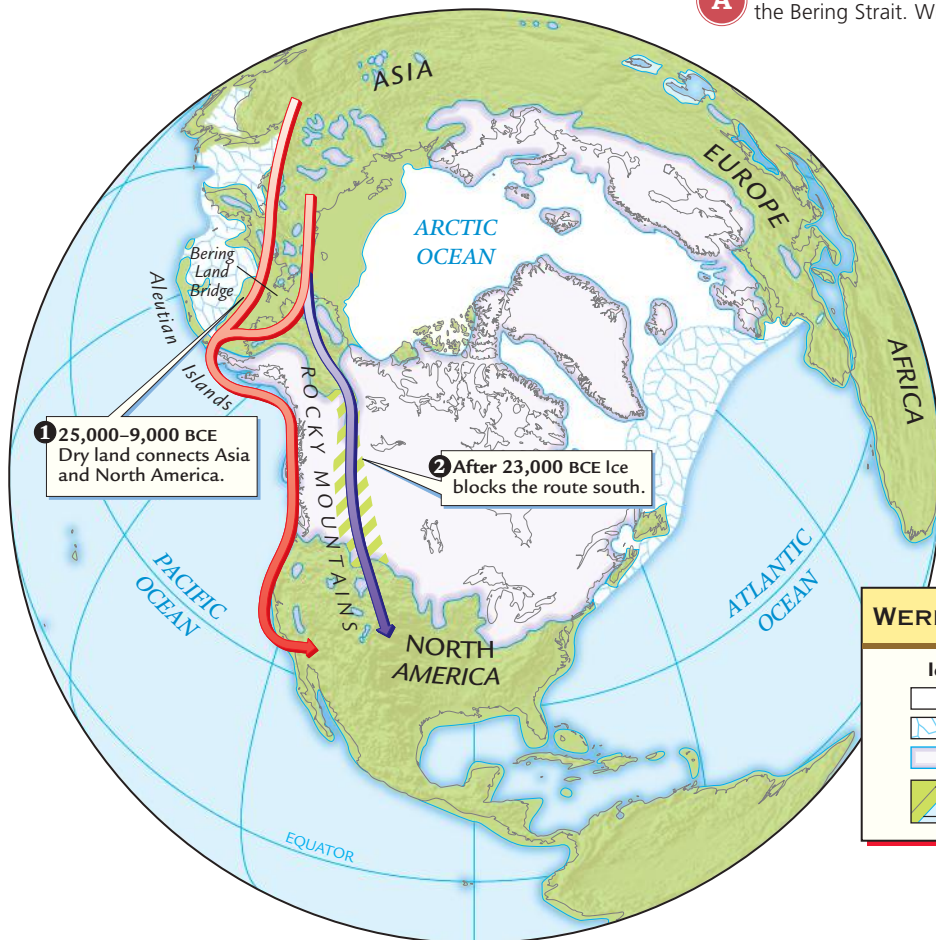 A
the Bering Strait. W
ASIA
EUROPE
ARCTIC
OCEAN
Bering
Land
Bridge
Aleutian
Islands
AFRICA
ROCKY MOUNTAINS
1 25,000–9,000 BCE
Dry land connects Asia
and North America.
2 After 23,000 BCE Ice
blocks the route south.
PACIFIC
OCEAN
ATLANTIC
OCEAN
NORTH
AMERICA
EQUATOR